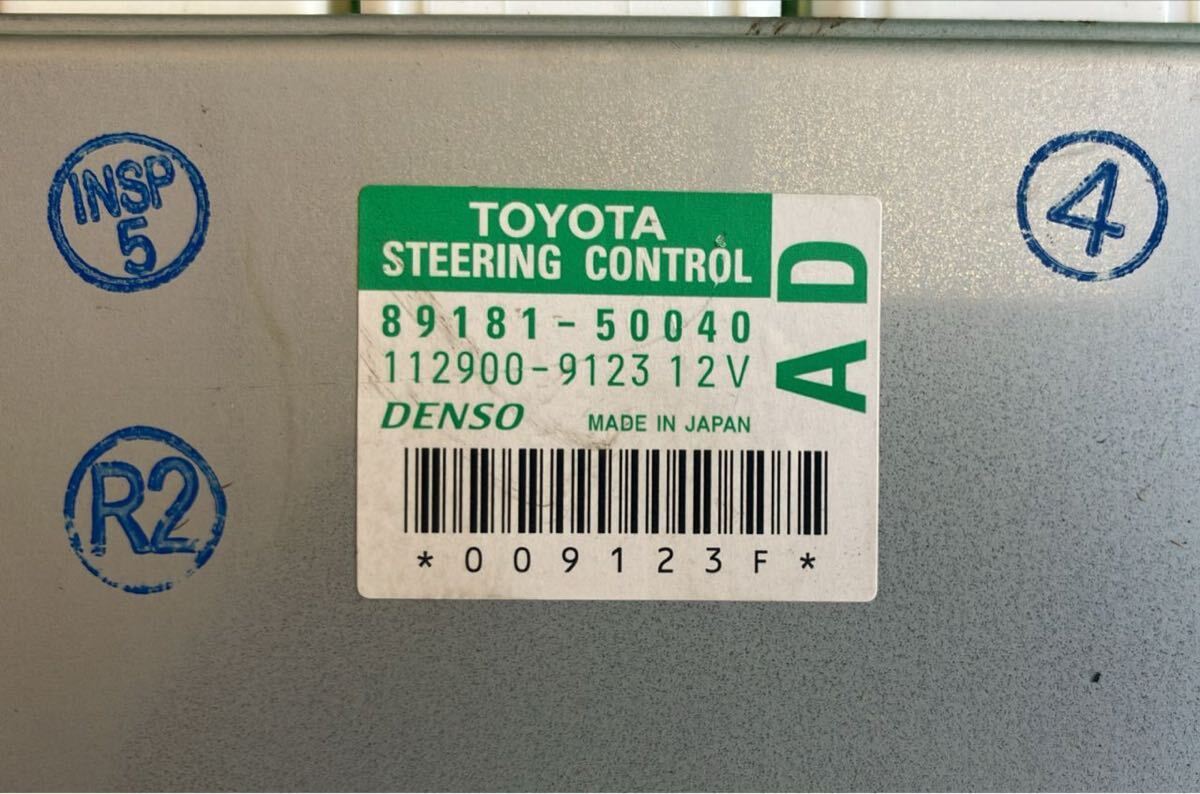 INSP
5
4
R2
TOYOTA
STEERING CONTROL
AD
89181-50040
112900-9123 12V
DENSO MADE IN JAPAN
*009123F*